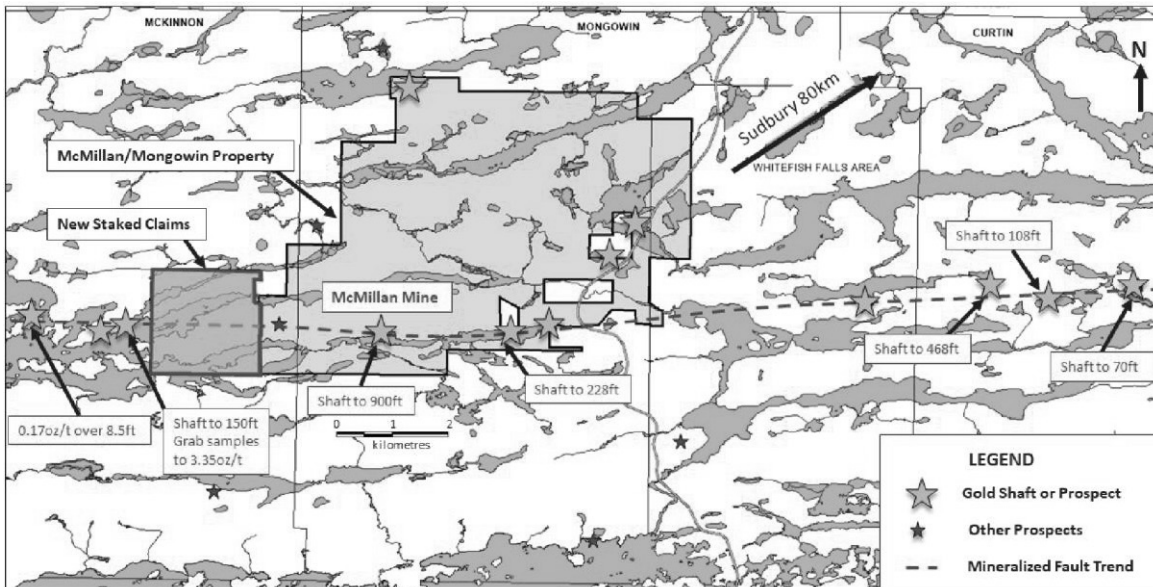 MCKINNON
MONGOWIN
CURTIN
N
Sudbury 80km
McMillan/Mongowin Property
WHITEFISH FALLS AREA
New Staked Claims
Shaft to 108ft
McMillan Mine
Shaft to 468ft
Shaft to 70ft
Shaft to 900ft
Shaft to 228ft
0.17oz/t over 8.5ft
Shaft to 150ft
Grab samples
to 3.35oz/t
0 1 2
kilometres
LEGEND
Gold Shaft or Prospect
Other Prospects
Mineralized Fault Trend